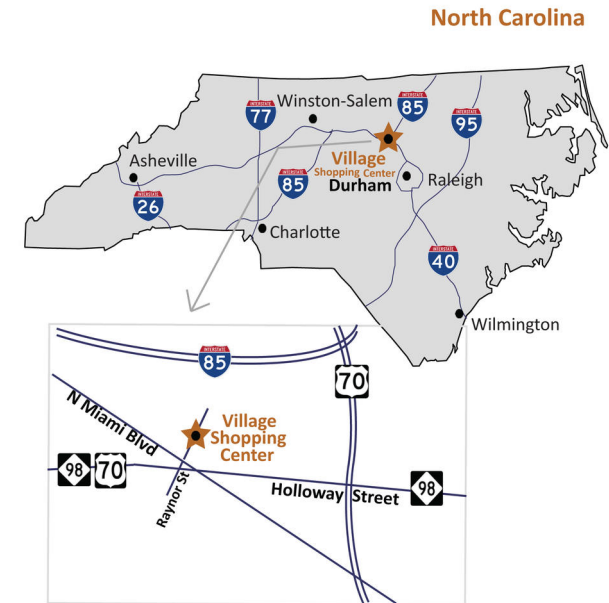 North Carolina
INTERSTATE
77
Winston-Salem
INTERSTATE
85
INTERSTATE
95
Asheville
Village
Shopping Center
Durham
Raleigh
INTERSTATE
85
INTERSTATE
26
Charlotte
INTERSTATE
40
Wilmington
INTERSTATE
85
70
N Miami Blvd
Village
Shopping
Center
98
70
Raynor St
Holloway Street
98